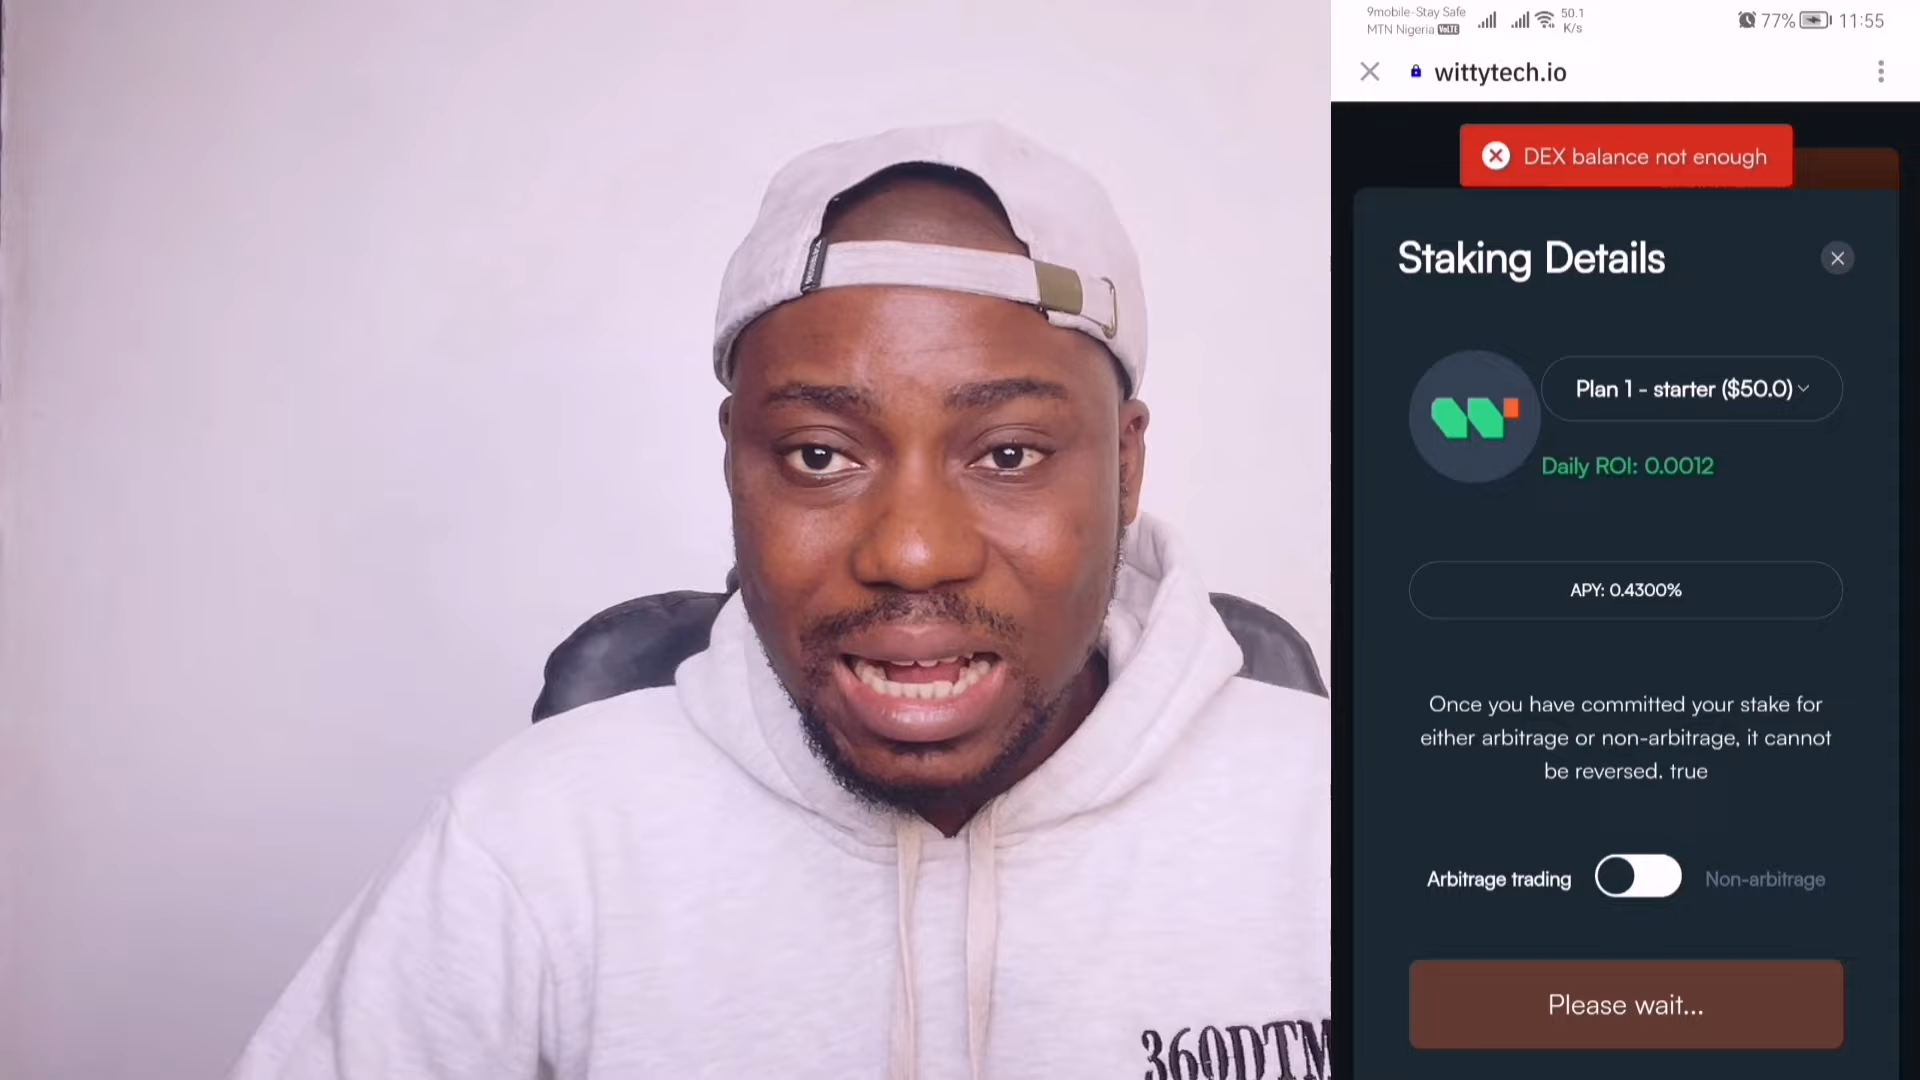 9mobile-Stay Safe
MTN Nigeria VoLTE
50.1
K/s
77%
11:55
wittytech.io
DEX balance not enough
Staking Details
Plan 1 - starter ($50.0)
Daily ROI: 0.0012
APY: 0.4300%
Once you have committed your stake for
either arbitrage or non-arbitrage, it cannot
be reversed. true
Arbitrage trading
Non-arbitrage
Please wait...
360DTM